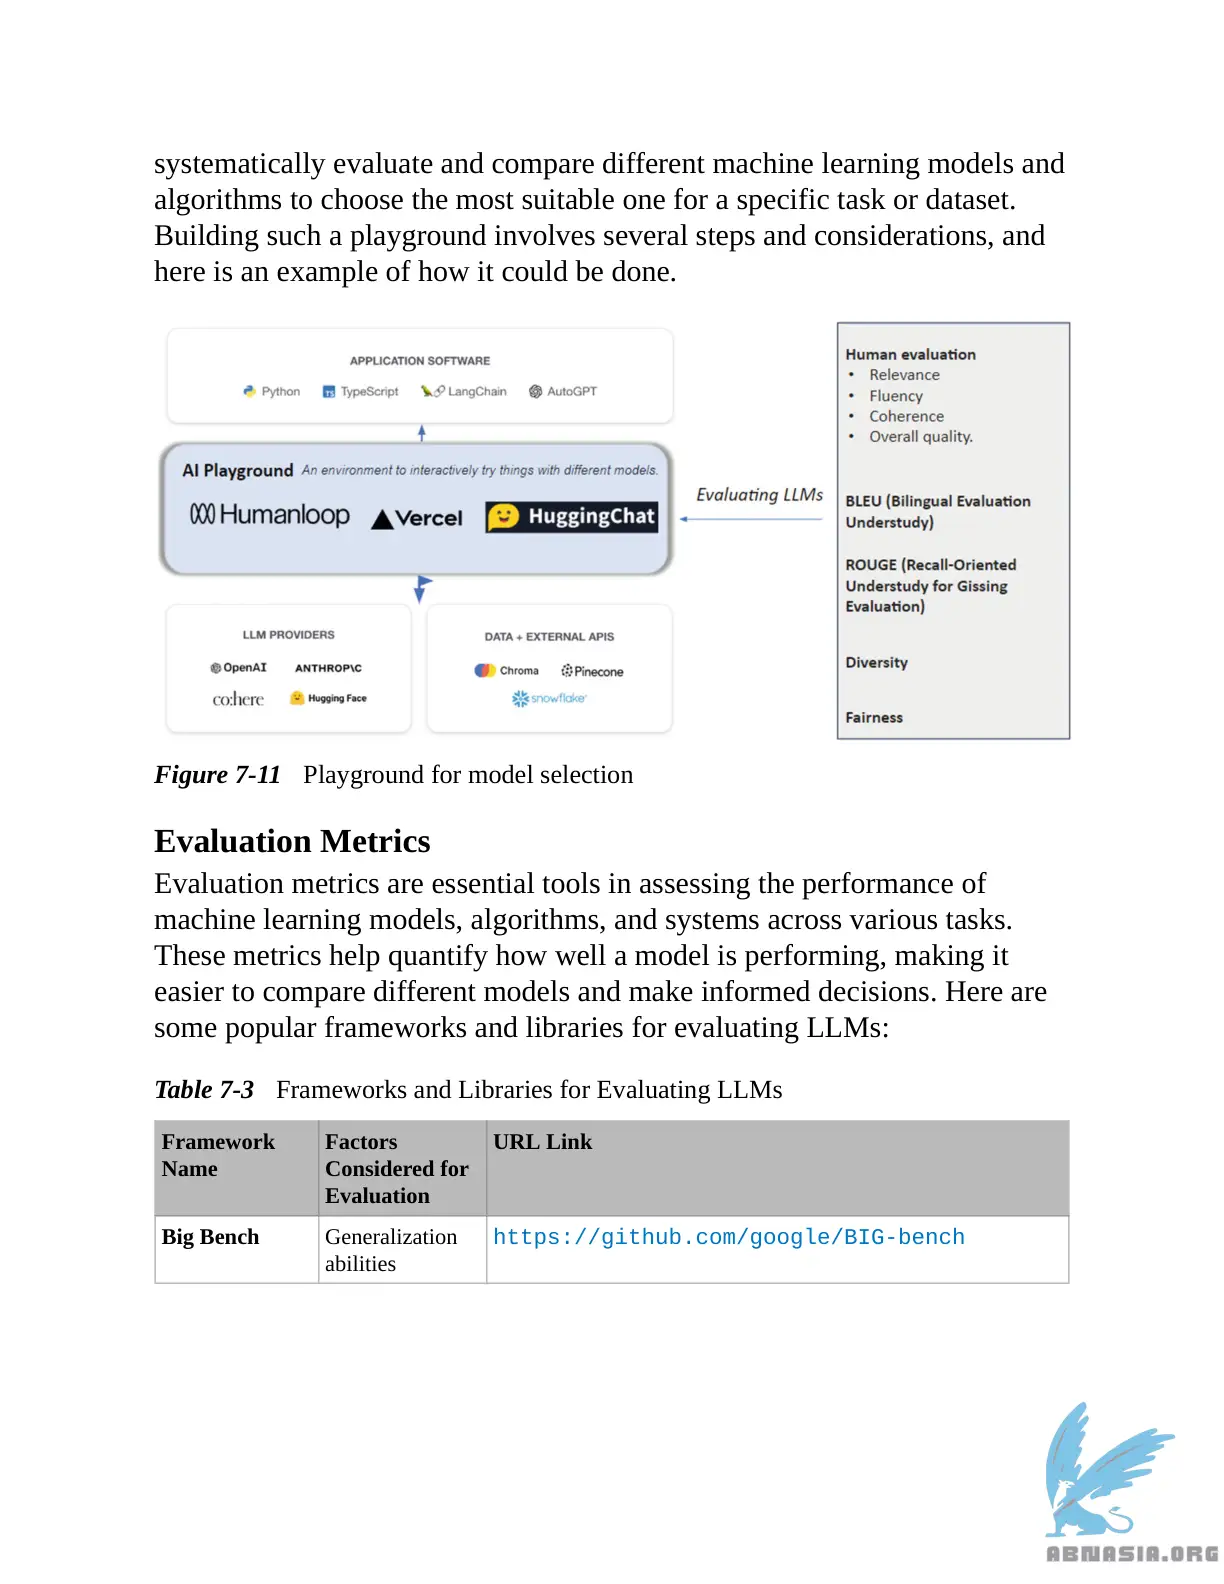 systematically evaluate and compare different machine learning models and
algorithms to choose the most suitable one for a specific task or dataset.
Building such a playground involves several steps and considerations, and
here is an example of how it could be done.
APPLICATION SOFTWARE
Python TypeScript LangChain AutoGPT
AI Playground An environment to interactively try things with different models.
Humanloop Vercel HuggingChat
LLM PROVIDERS
OpenAI ANTHROP\C
co:here Hugging Face
DATA + EXTERNAL APIS
Chroma Pinecone
snowflake
Evaluating LLMs
Human evaluation
• Relevance
• Fluency
• Coherence
• Overall quality.
BLEU (Bilingual Evaluation
Understudy)
ROUGE (Recall-Oriented
Understudy for Gissing
Evaluation)
Diversity
Fairness
Figure 7-11 Playground for model selection
Evaluation Metrics
Evaluation metrics are essential tools in assessing the performance of
machine learning models, algorithms, and systems across various tasks.
These metrics help quantify how well a model is performing, making it
easier to compare different models and make informed decisions. Here are
some popular frameworks and libraries for evaluating LLMs:
Table 7-3 Frameworks and Libraries for Evaluating LLMs
Framework
Name
Factors
Considered for
Evaluation
URL Link
Big Bench
Generalization
abilities
https://github.com/google/BIG-bench
ABNASIA.ORG